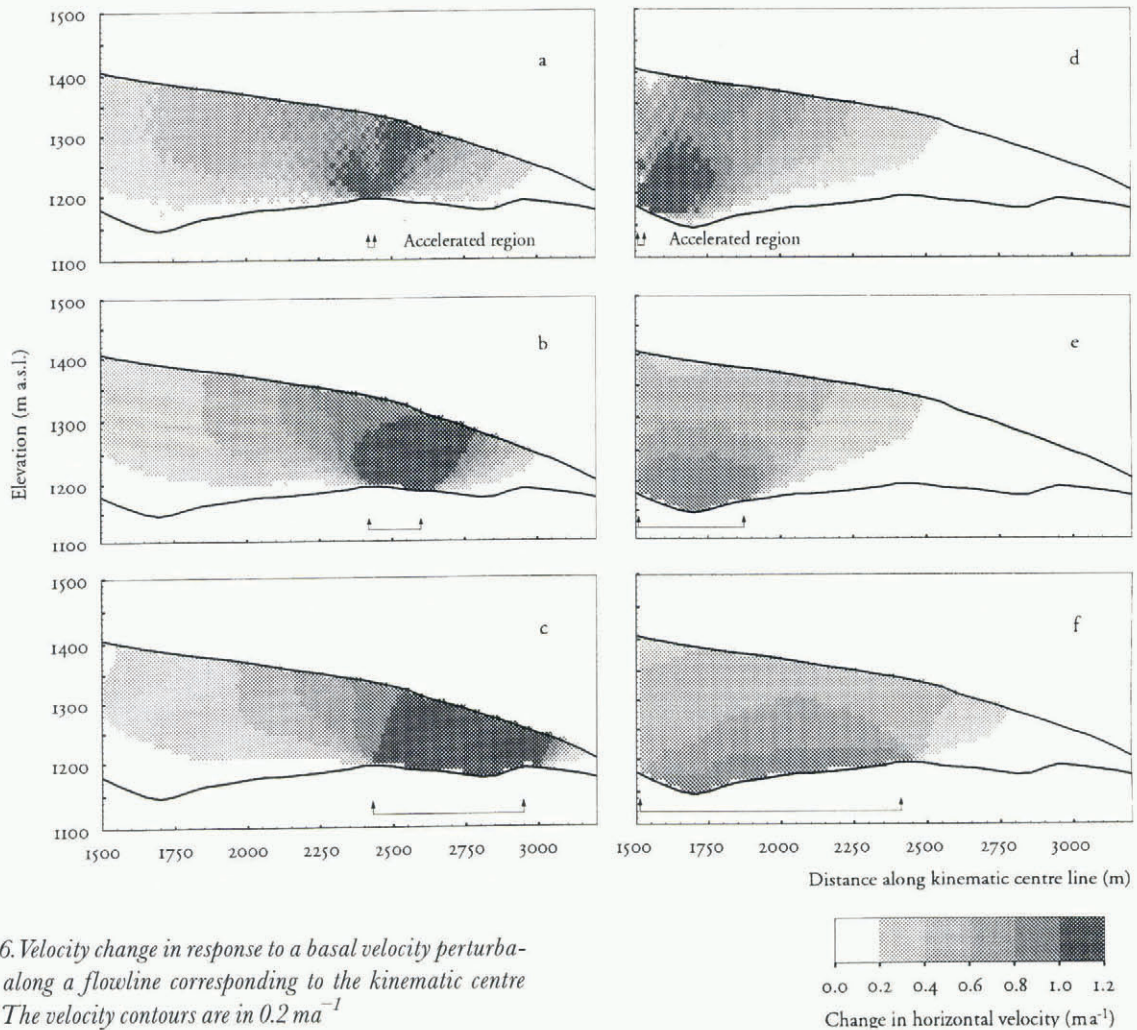 1500
1400
1300
1200
1100
a
Accelerated region
d
Accelerated region
1500
1400
1300
1200
1100
b
e
Elevation (m a.s.l.)
1500
1400
1300
1200
1100
c
f
1500 1750 2000 2250 2500 2750 3000
1500 1750 2000 2250 2500 2750 3000
Distance along kinematic centre line (m)
6. Velocity change in response to a basal velocity perturba-
along a flowline corresponding to the kinematic centre
The velocity contours are in 0.2 ma⁻¹
0.0 0.2 0.4 0.6 0.8 1.0 1.2
Change in horizontal velocity (m a⁻¹)